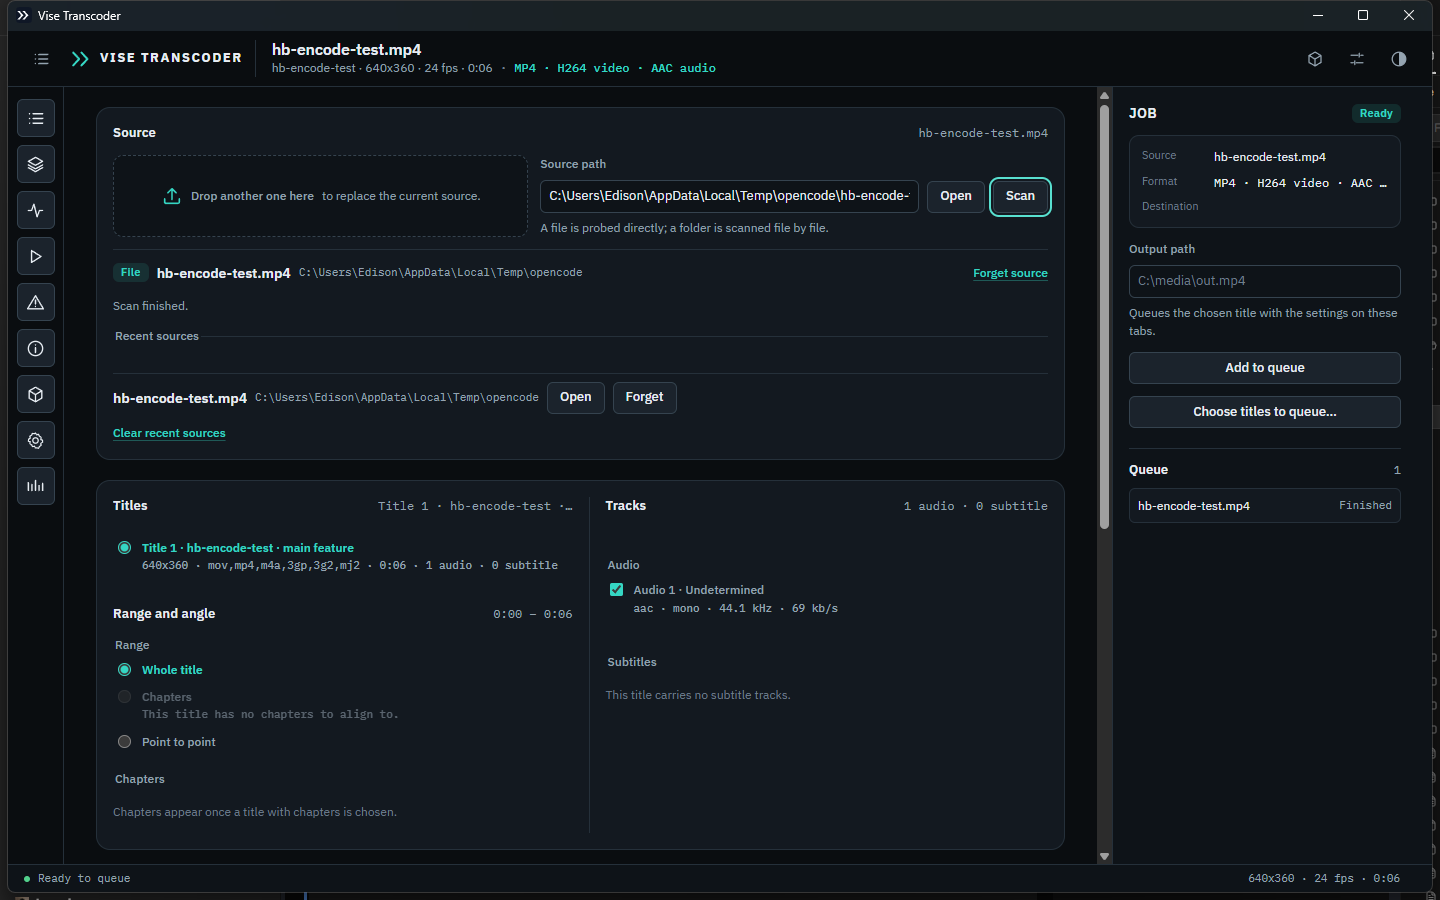 Vise Transcoder
VISE TRANSCODER
hb-encode-test.mp4
hb-encode-test · 640x360 · 24 fps · 0:06 · MP4 · H264 video · AAC audio
Source
hb-encode-test.mp4
Drop another one here to replace the current source.
Source path
C:\Users\Edison\AppData\Local\Temp\opencode\hb-encode-
Open
Scan
A file is probed directly; a folder is scanned file by file.
File hb-encode-test.mp4 C:\Users\Edison\AppData\Local\Temp\opencode
Forget source
Scan finished.
Recent sources
hb-encode-test.mp4 C:\Users\Edison\AppData\Local\Temp\opencode Open Forget
Clear recent sources
Titles
Title 1 · hb-encode-test ·…
Title 1 · hb-encode-test · main feature
640x360 · mov,mp4,m4a,3gp,3g2,mj2 · 0:06 · 1 audio · 0 subtitle
Range and angle
0:00 – 0:06
Range
Whole title
Chapters
This title has no chapters to align to.
Point to point
Chapters
Chapters appear once a title with chapters is chosen.
Tracks
1 audio · 0 subtitle
Audio
Audio 1 · Undetermined
aac · mono · 44.1 kHz · 69 kb/s
Subtitles
This title carries no subtitle tracks.
JOB
Ready
Source hb-encode-test.mp4
Format MP4 · H264 video · AAC …
Destination
Output path
C:\media\out.mp4
Queues the chosen title with the settings on these
tabs.
Add to queue
Choose titles to queue…
Queue
1
hb-encode-test.mp4 Finished
Ready to queue
640x360 · 24 fps · 0:06